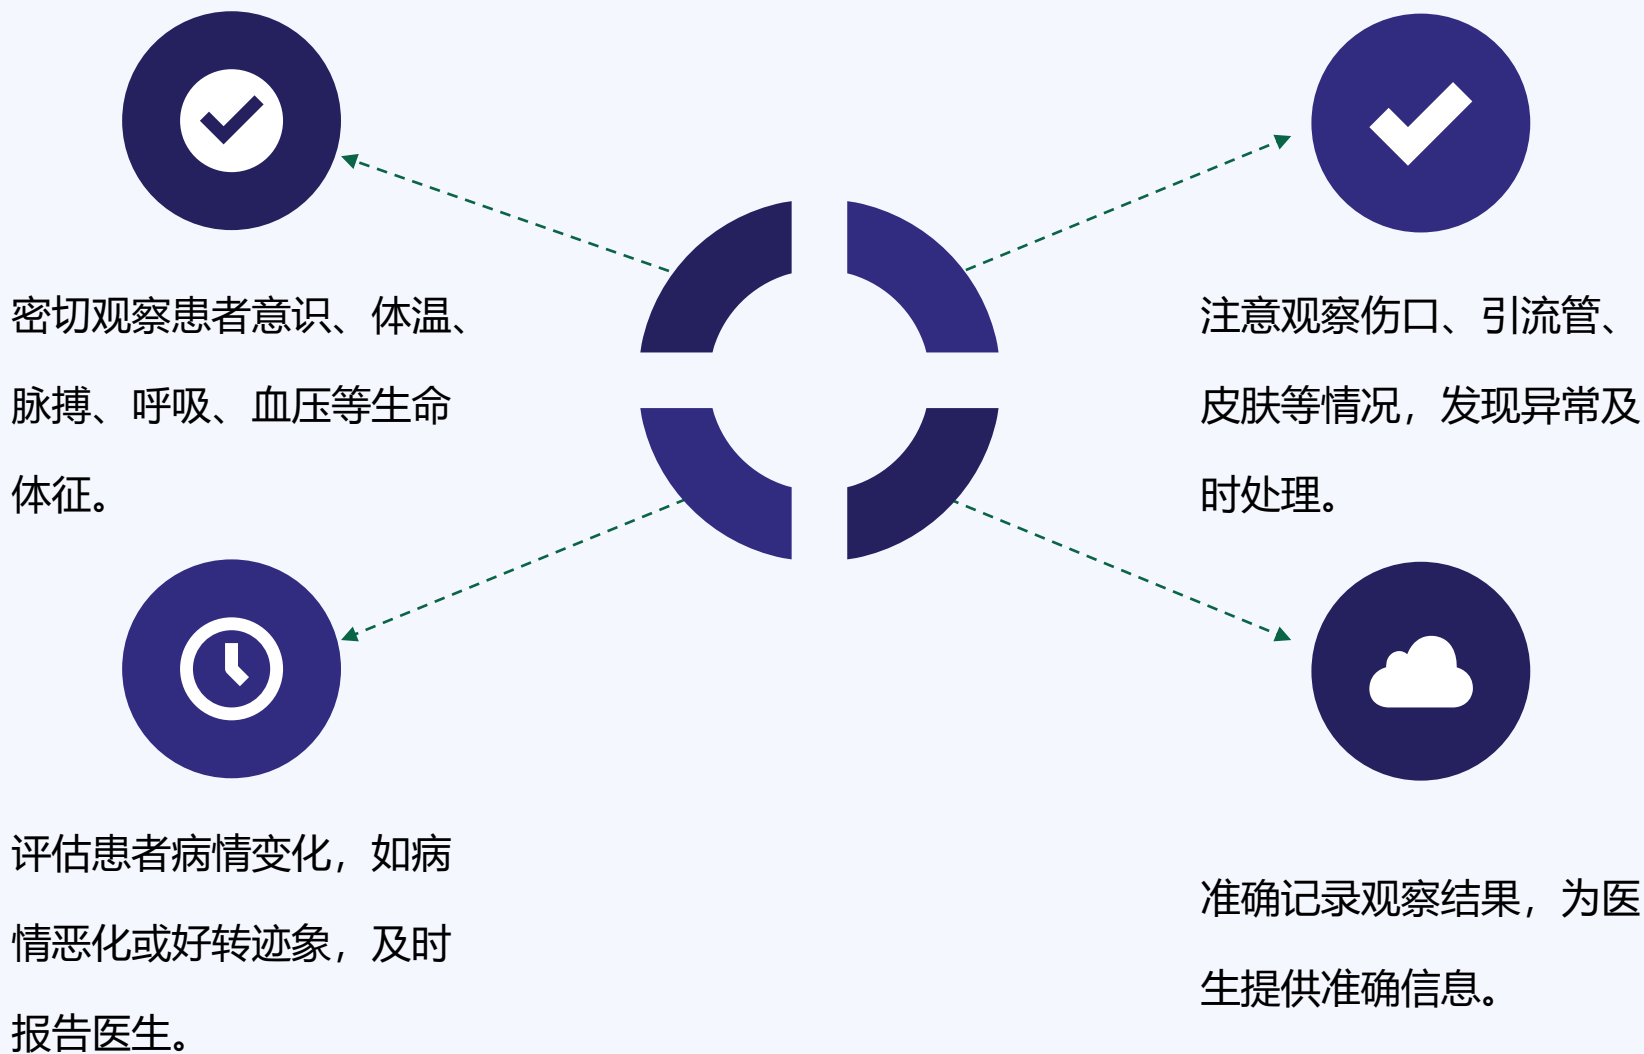 密切观察患者意识、体温、
脉搏、呼吸、血压等生命
体征。
注意观察伤口、引流管、
皮肤等情况，发现异常及
时处理。
评估患者病情变化，如病
情恶化或好转迹象，及时
报告医生。
准确记录观察结果，为医
生提供准确信息。